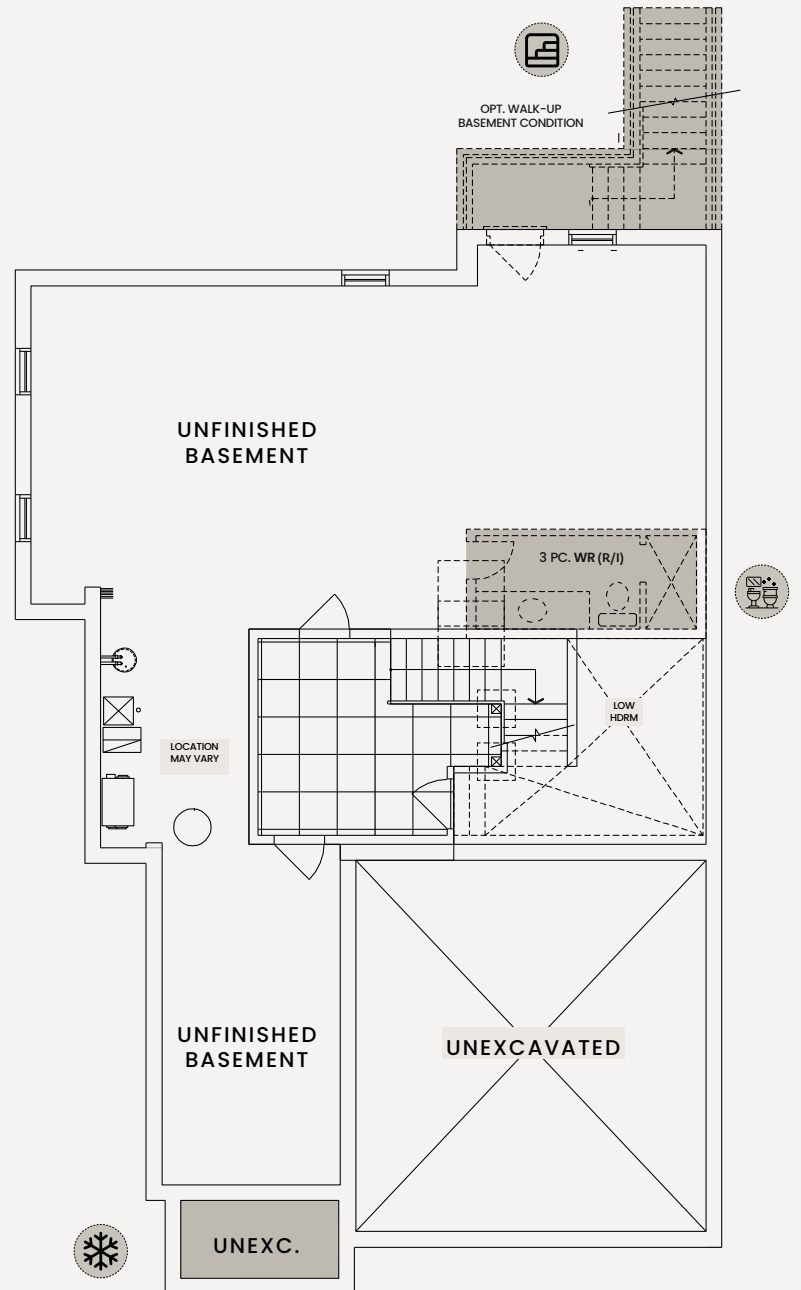 OPT. WALK-UP
BASEMENT CONDITION
UNFINISHED
BASEMENT
3 PC. WR (R/I)
LOW
HDRM
LOCATION
MAY VARY
UNFINISHED
BASEMENT
UNEXCAVATED
UNEXC.